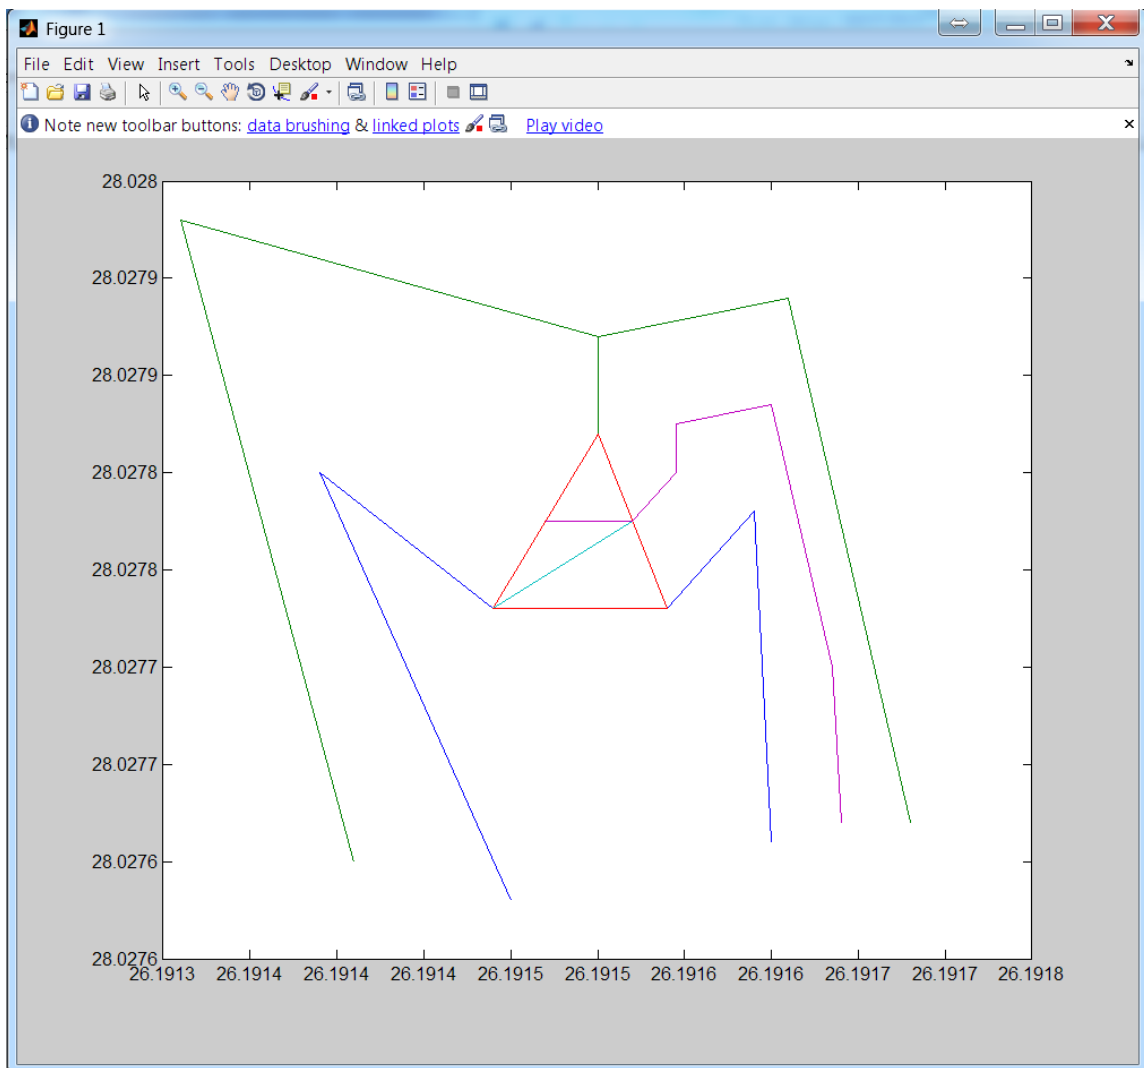 Figure 1
File Edit View Insert Tools Desktop Window Help
Note new toolbar buttons: data brushing & linked plots Play video
28.028
28.0279
28.0279
28.0278
28.0278
28.0277
28.0277
28.0276
28.0276
26.1913 26.1914 26.1914 26.1914 26.1915 26.1915 26.1916 26.1916 26.1917 26.1917 26.1918